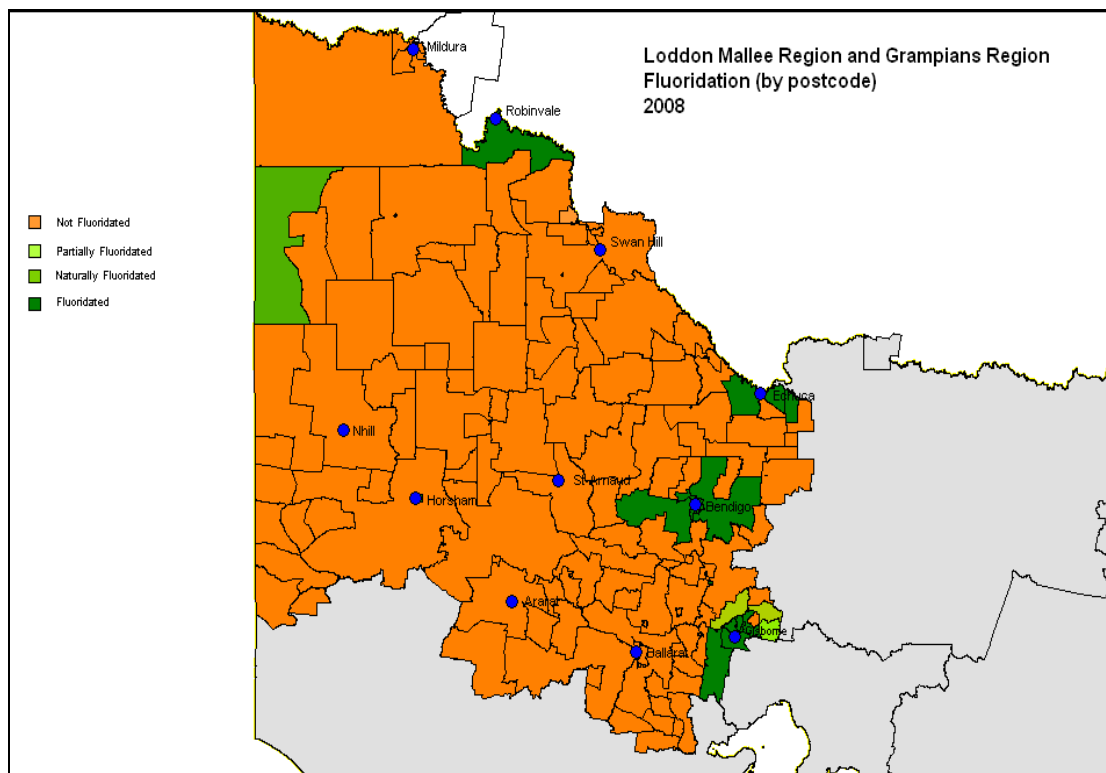 Loddon Mallee Region and Grampians Region
Fluoridation (by postcode)
2008
Mildura
Robinvale
Swan Hill
Not Fluoridated
Partially Fluoridated
Naturally Fluoridated
Fluoridated
Echuca
Nhill
St Arnaud
Horsham
Bendigo
Ararat
Gisborne
Ballarat